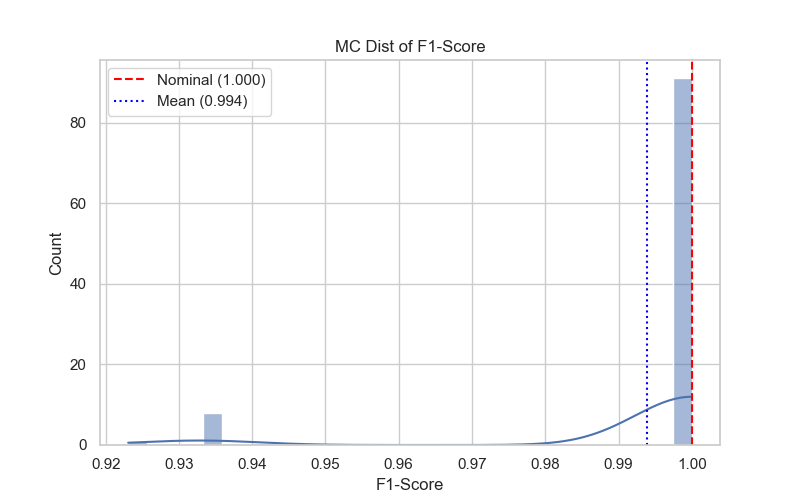 MC Dist of F1-Score
Nominal (1.000)
Mean (0.994)
80
60
40
20
0
Count
0.92 0.93 0.94 0.95 0.96 0.97 0.98 0.99 1.00
F1-Score